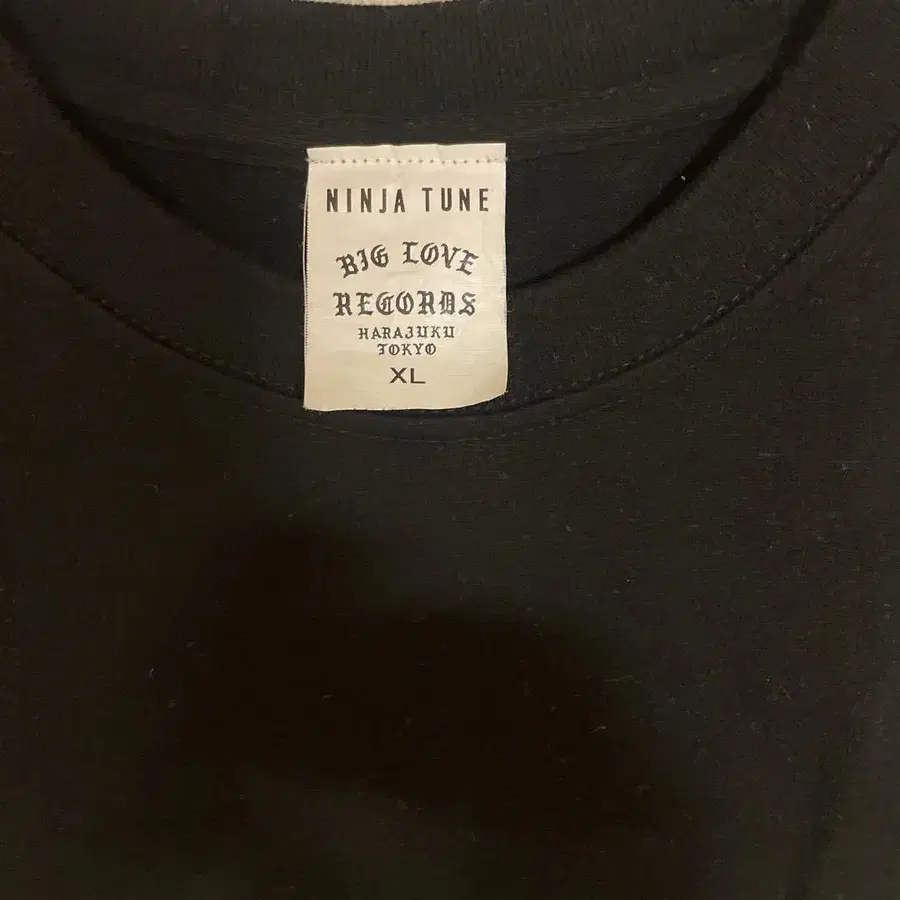 NINJA TUNE
BIG LOVE
RECORDS
HARAJUKU
TOKYO
XL